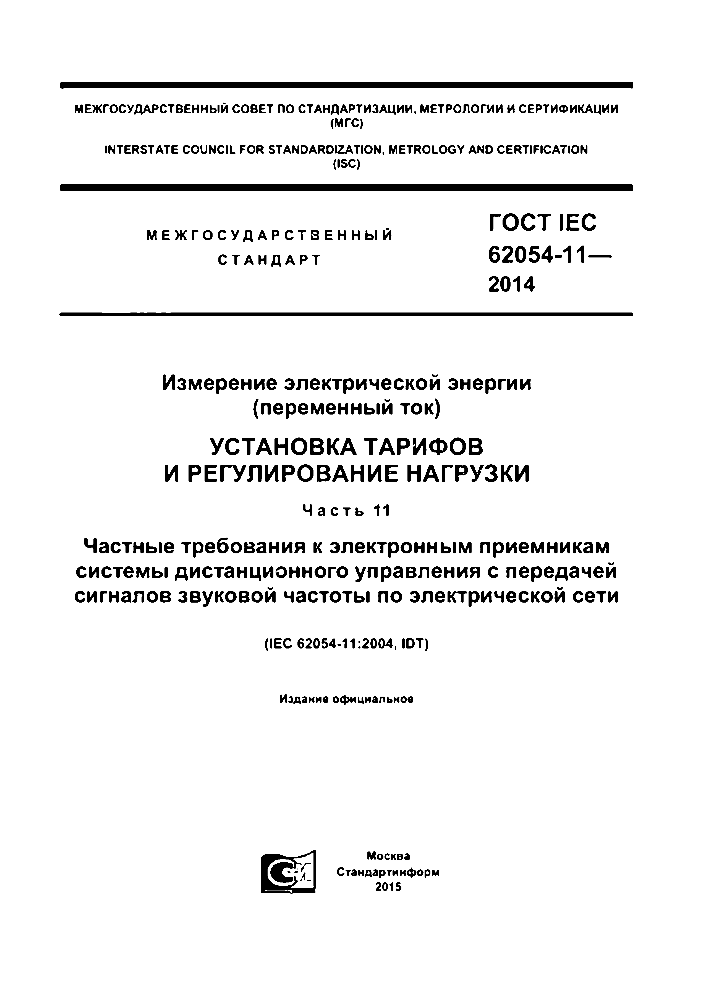 МЕЖГОСУДАРСТВЕННЫЙ СОВЕТ ПО СТАНДАРТИЗАЦИИ, МЕТРОЛОГИИ И СЕРТИФИКАЦИИ
(МГС)
INTERSTATE COUNCIL FOR STANDARDIZATION, METROLOGY AND CERTIFICATION
(ISC)
МЕЖГОСУДАРСТВЕННЫЙ
СТАНДАРТ
ГОСТ IEC
62054-11—
2014
Измерение электрической энергии
(переменный ток)
УСТАНОВКА ТАРИФОВ
И РЕГУЛИРОВАНИЕ НАГРУЗКИ
Часть 11
Частные требования к электронным приемникам
системы дистанционного управления с передачей
сигналов звуковой частоты по электрической сети
(IEC 62054-11:2004, IDT)
Издание официальное
СИ
Москва
Стандартинформ
2015